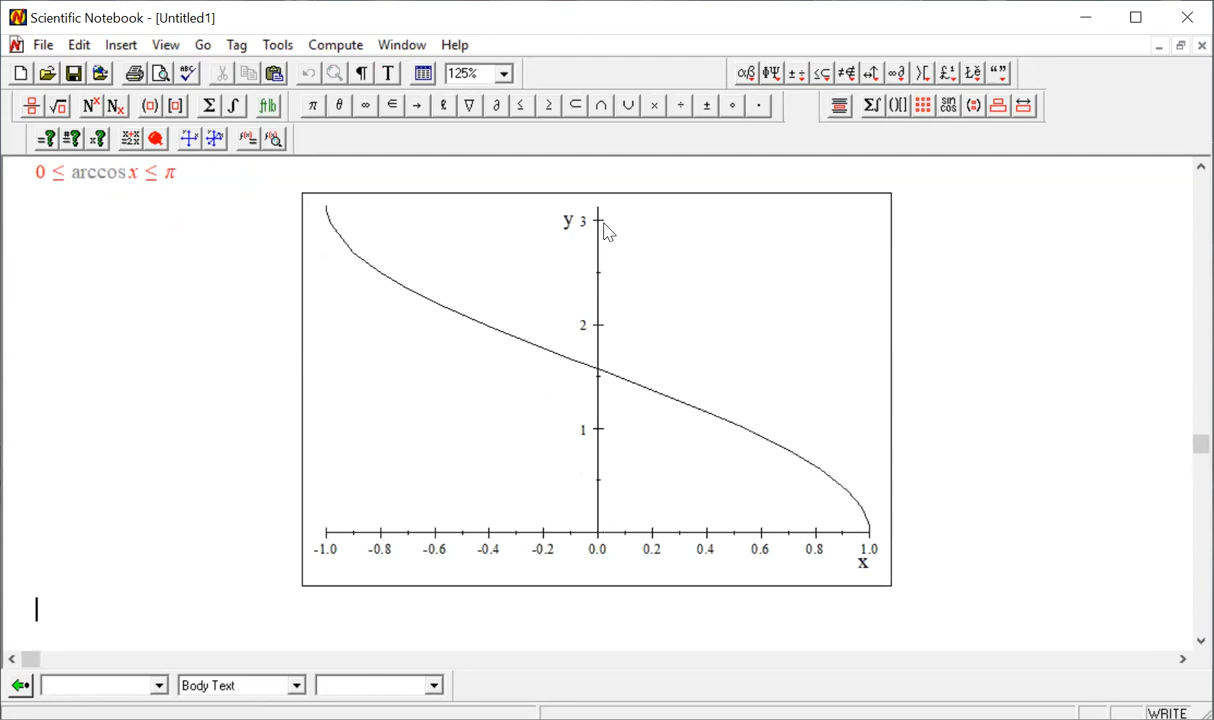 Scientific Notebook - [Untitled1]
File Edit Insert View Go Tag Tools Compute Window Help
125%
0 ≤ arccos x ≤ π
y 3
2
1
-1.0 -0.8 -0.6 -0.4 -0.2 0.0 0.2 0.4 0.6 0.8 1.0
x
Body Text
WRITE